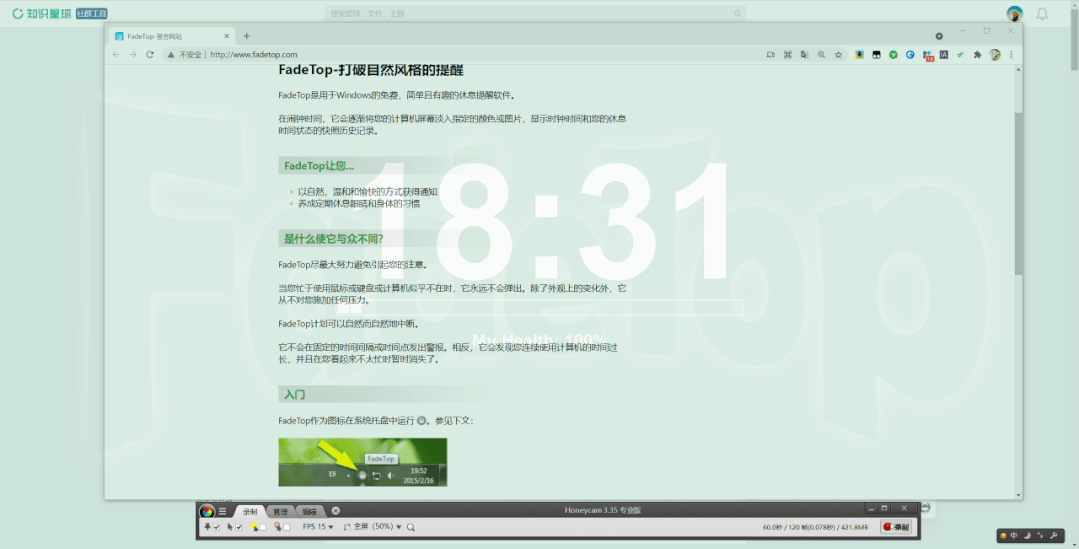 知识星球 社群工具
搜索星球、文件、主题
FadeTop-官方网站
不安全 | http://www.fadetop.com
FadeTop-打破自然风格的提醒
FadeTop是用于Windows的免费，简单且有趣的休息提醒软件。
在闹钟时间，它会逐渐将您的计算机屏幕淡入指定的颜色或图片，显示时钟时间和您的休息
时间状态的快照历史记录。
FadeTop让您...
以自然，温和和愉快的方式获得通知
养成定期休息眼睛和身体的习惯
18:31
是什么使它与众不同?
FadeTop尽最大努力避免引起您的注意。
当您忙于使用鼠标或键盘或计算机似乎不在时，它永远不会弹出。除了外观上的变化外，它
从不对您施加任何压力。
FadeTop计划可以自然而自然地中断。
My Health: 100%
它不会在固定的时间间隔或时间点发出警报。相反，它会发现您连续使用计算机的时间过
长，并且在您看起来不太忙时暂时消失了。
FadeTop
入门
FadeTop作为图标在系统托盘中运行 。参见下文：
FadeTop
EN
19:52
2015/2/16
录制 管理 编辑
Honeycam 3.35 专业版
FPS 15 全屏 (50%)
60.0秒 / 120 帧(0.078秒) / 421.8MB
录制
中